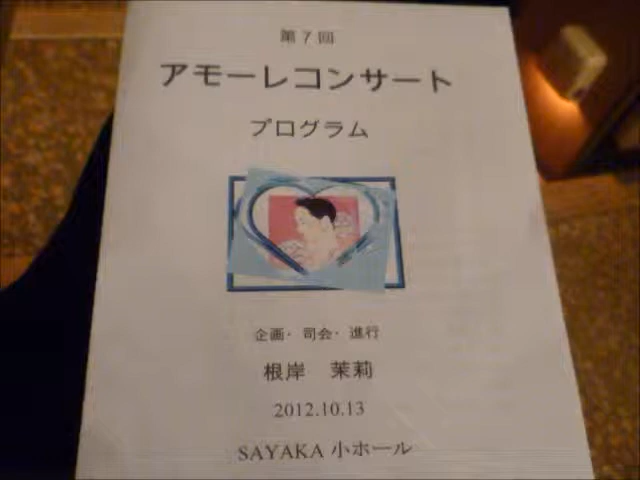 第７回
アモーレコンサート
プログラム
企画・司会・進行
根岸　茉莉
2012.10.13
SAYAKA 小ホール